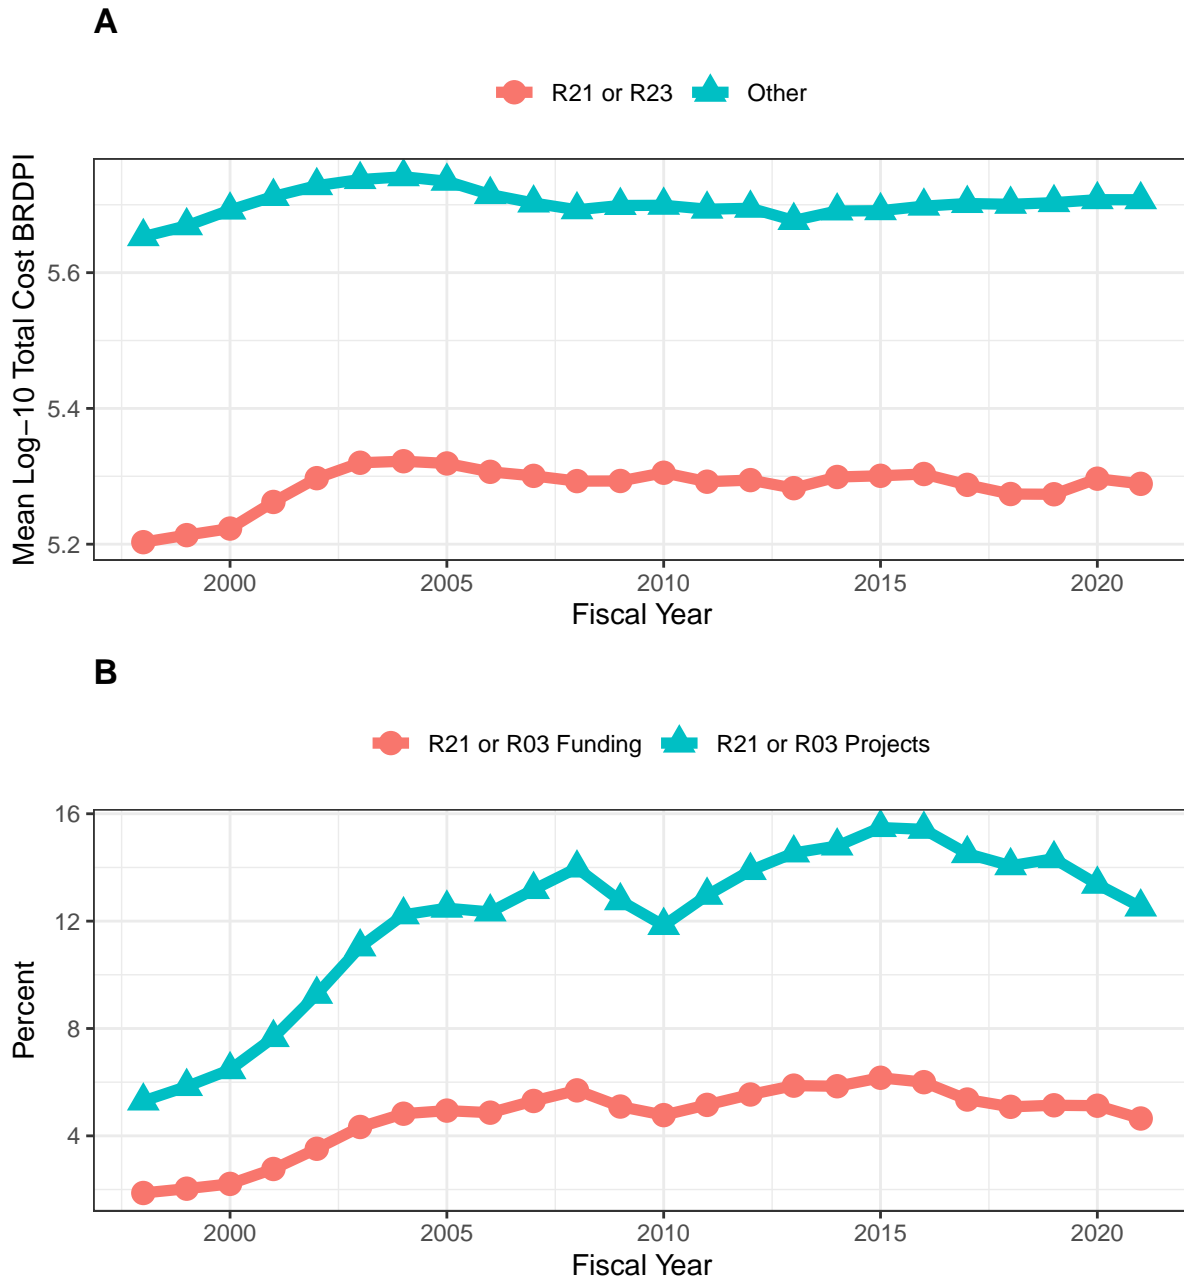 A
R21 or R23 Other
Mean Log−10 Total Cost BRDPI
5.6
5.4
5.2
2000 2005 2010 2015 2020
Fiscal Year
B
R21 or R03 Funding R21 or R03 Projects
Percent
16
12
8
4
2000 2005 2010 2015 2020
Fiscal Year